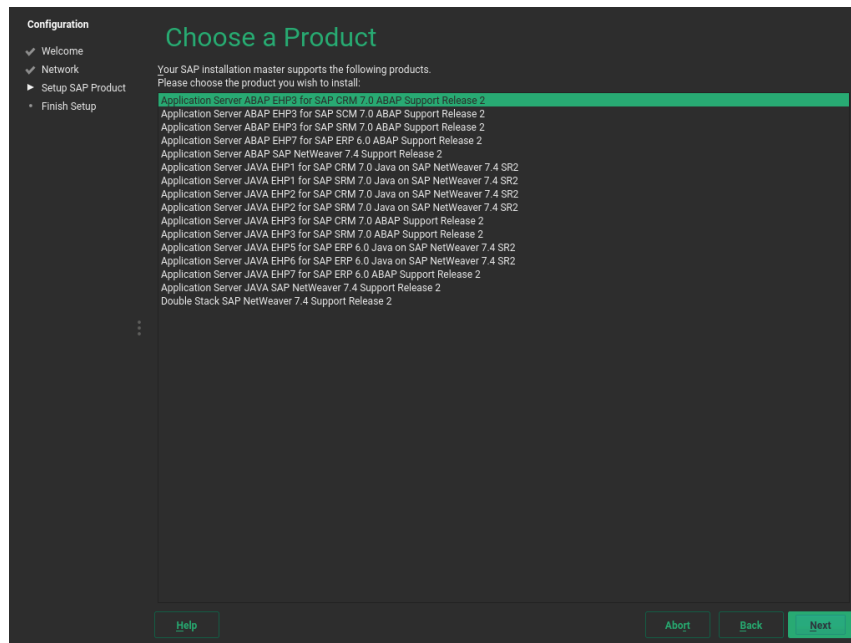 Configuration
Welcome
Network
Setup SAP Product
Finish Setup
Choose a Product
Your SAP installation master supports the following products.
Please choose the product you wish to install:
Application Server ABAP EHP3 for SAP CRM 7.0 ABAP Support Release 2
Application Server ABAP EHP3 for SAP SCM 7.0 ABAP Support Release 2
Application Server ABAP EHP3 for SAP SRM 7.0 ABAP Support Release 2
Application Server ABAP EHP7 for SAP ERP 6.0 ABAP Support Release 2
Application Server ABAP SAP NetWeaver 7.4 Support Release 2
Application Server JAVA EHP1 for SAP CRM 7.0 Java on SAP NetWeaver 7.4 SR2
Application Server JAVA EHP1 for SAP SRM 7.0 Java on SAP NetWeaver 7.4 SR2
Application Server JAVA EHP2 for SAP CRM 7.0 Java on SAP NetWeaver 7.4 SR2
Application Server JAVA EHP2 for SAP SRM 7.0 Java on SAP NetWeaver 7.4 SR2
Application Server JAVA EHP3 for SAP CRM 7.0 ABAP Support Release 2
Application Server JAVA EHP3 for SAP SRM 7.0 ABAP Support Release 2
Application Server JAVA EHP5 for SAP ERP 6.0 Java on SAP NetWeaver 7.4 SR2
Application Server JAVA EHP6 for SAP ERP 6.0 Java on SAP NetWeaver 7.4 SR2
Application Server JAVA EHP7 for SAP ERP 6.0 ABAP Support Release 2
Application Server JAVA SAP NetWeaver 7.4 Support Release 2
Double Stack SAP NetWeaver 7.4 Support Release 2
Help
Abort
Back
Next